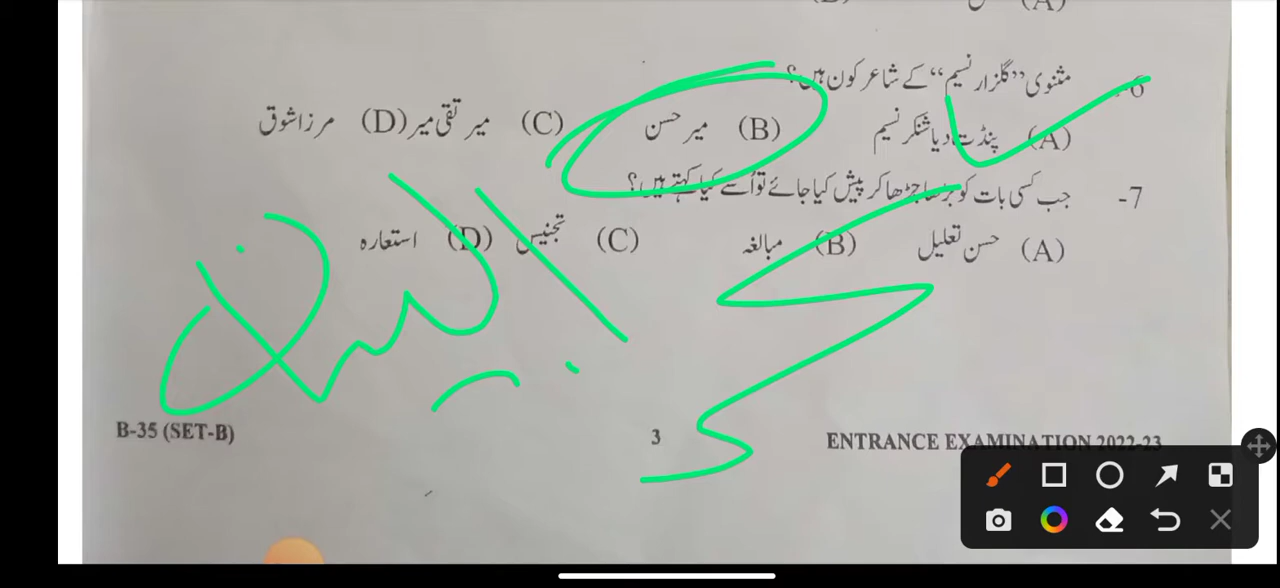 (A)
-6 مثنوی ”گلزار نسیم“ کے شاعر کون ہیں؟
(A) پنڈت دیا شنکر نسیم (B) میر حسن (C) میر تقی میر (D) مرزا شوق
-7 جب کسی بات کو بڑھا چڑھا کر پیش کیا جائے تو اُسے کیا کہتے ہیں؟
(A) حسن تعلیل (B) مبالغہ (C) تجنیس (D) استعارہ
B-35 (SET-B) 3 ENTRANCE EXAMINATION 2022-23